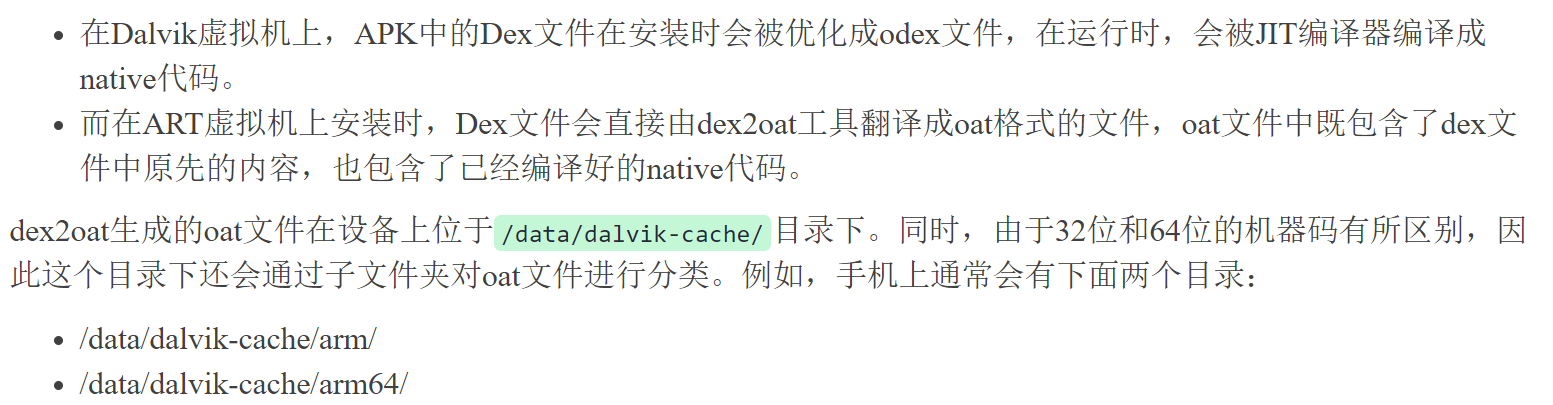 • 在Dalvik虚拟机上，APK中的Dex文件在安装时会被优化成odex文件，在运行时，会被JIT编译器编译成
native代码。
• 而在ART虚拟机上安装时，Dex文件会直接由dex2oat工具翻译成oat格式的文件，oat文件中既包含了dex文
件中原先的内容，也包含了已经编译好的native代码。
dex2oat生成的oat文件在设备上位于/data/dalvik-cache/目录下。同时，由于32位和64位的机器码有所区别，因
此这个目录下还会通过子文件夹对oat文件进行分类。例如，手机上通常会有下面两个目录：
• /data/dalvik-cache/arm/
• /data/dalvik-cache/arm64/